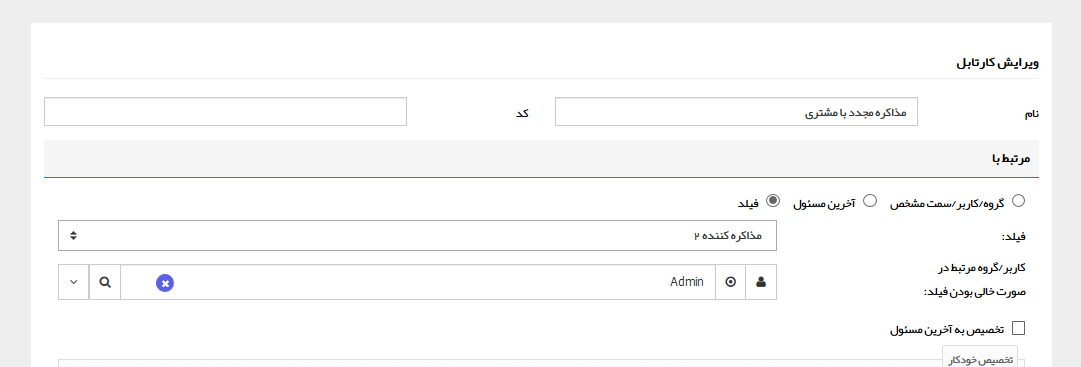 ویرایش کارتابل
نام
مذاکره مجدد با مشتری
کد
مرتبط با
گروه/کاربر/سمت مشخص
آخرین مسئول
فیلد
فیلد:
مذاکره کننده ۲
کاربر/گروه مرتبط در
صورت خالی بودن فیلد:
Admin
تخصیص به آخرین مسئول
تخصیص خودکار